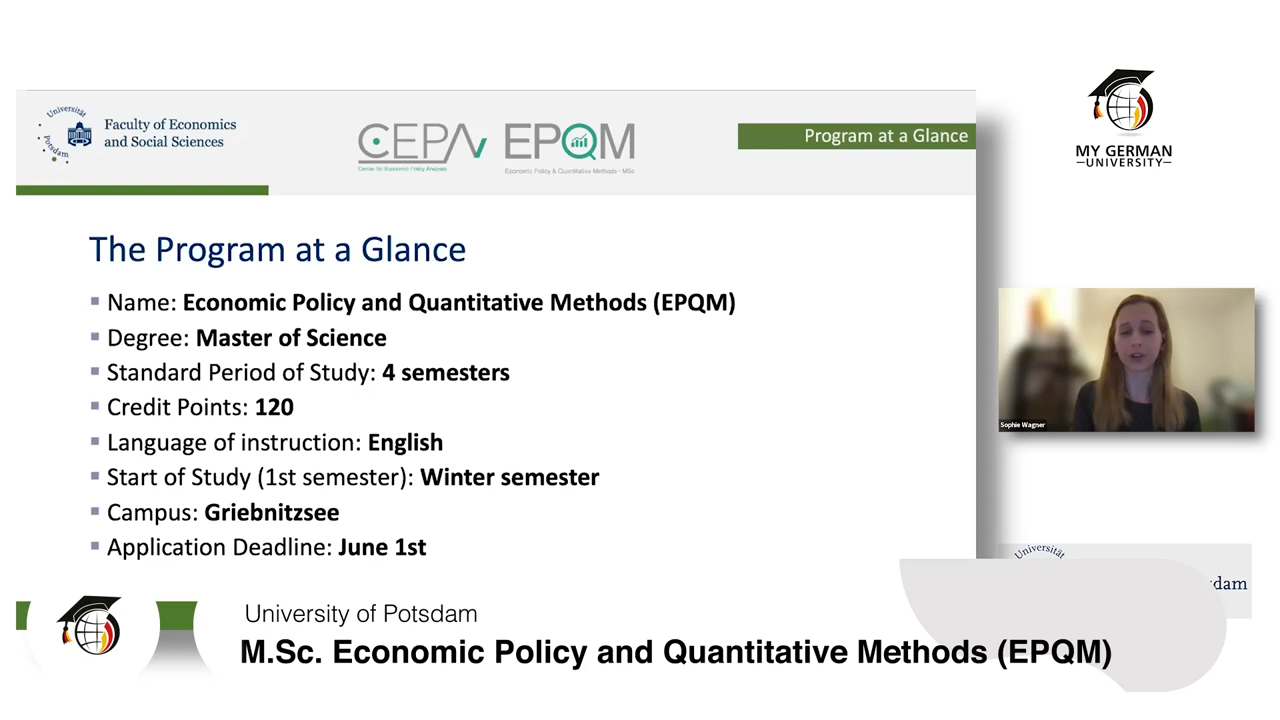 Universität
Potsdam
Faculty of Economics
and Social Sciences
CEPA
Center for Economic Policy Analysis
EPQM
Economic Policy & Quantitative Methods • MSc
Program at a Glance
MY GERMAN
UNIVERSITY
The Program at a Glance
▪ Name: Economic Policy and Quantitative Methods (EPQM)
▪ Degree: Master of Science
▪ Standard Period of Study: 4 semesters
▪ Credit Points: 120
▪ Language of instruction: English
▪ Start of Study (1st semester): Winter semester
▪ Campus: Griebnitzsee
▪ Application Deadline: June 1st
Sophie Wagner
Universität
dam
University of Potsdam
M.Sc. Economic Policy and Quantitative Methods (EPQM)